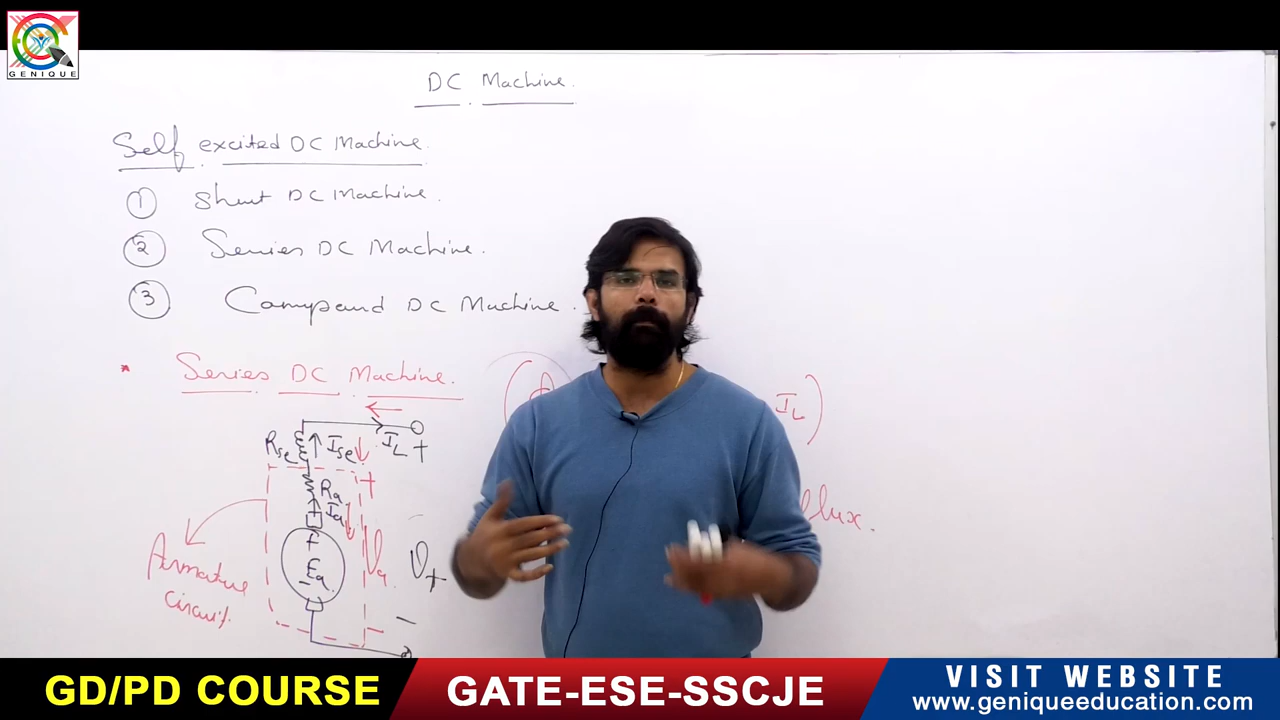 GENIQUE
DC Machine.
Self excited DC Machine.
1 Shunt DC Machine.
2 Series DC Machine.
3 Compound DC Machine.
* Series DC Machine.
Rse Ise IL +
IL
+
Ra
Ia
+ Ea -
Va
Vt
-
Armature
circuit
flux.
GD/PD COURSE
GATE-ESE-SSCJE
VISIT WEBSITE
www.geniqueeducation.com